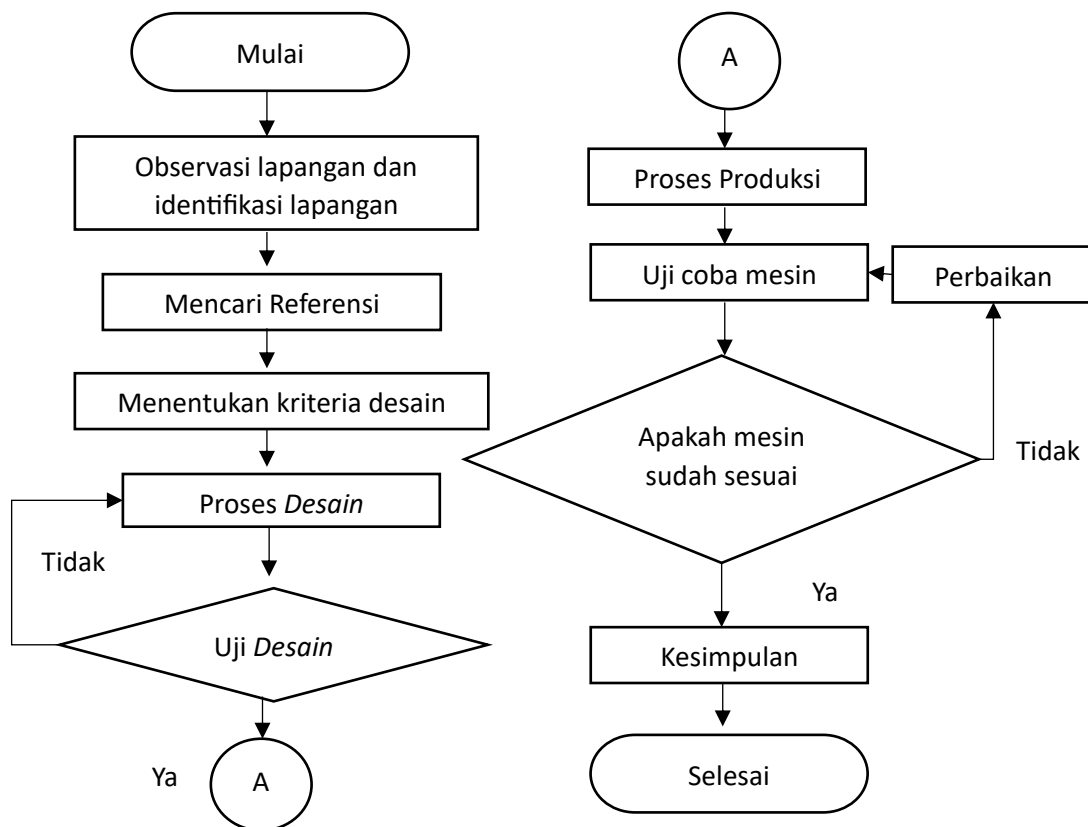 Mulai
Observasi lapangan dan
identifikasi lapangan
Mencari Referensi
Menentukan kriteria desain
Proses Desain
Tidak
Uji Desain
Ya
A
A
Proses Produksi
Uji coba mesin
Perbaikan
Apakah mesin
sudah sesuai
Tidak
Ya
Kesimpulan
Selesai